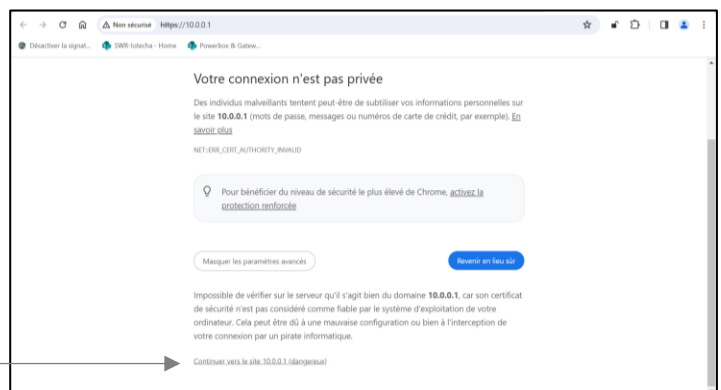 Non sécurisé https://10.0.0.1
Désactiver la signat... SWR-Iotecha - Home Powerbox & Gatew...
Votre connexion n'est pas privée
Des individus malveillants tentent peut-être de subtiliser vos informations personnelles sur
le site 10.0.0.1 (mots de passe, messages ou numéros de carte de crédit, par exemple). En
savoir plus
NET::ERR_CERT_AUTHORITY_INVALID
Pour bénéficier du niveau de sécurité le plus élevé de Chrome, activez la
protection renforcée
Masquer les paramètres avancés Revenir en lieu sûr
Impossible de vérifier sur le serveur qu'il s'agit bien du domaine 10.0.0.1, car son certificat
de sécurité n'est pas considéré comme fiable par le système d'exploitation de votre
ordinateur. Cela peut être dû à une mauvaise configuration ou bien à l'interception de
votre connexion par un pirate informatique.
Continuer vers le site 10.0.0.1 (dangereux)